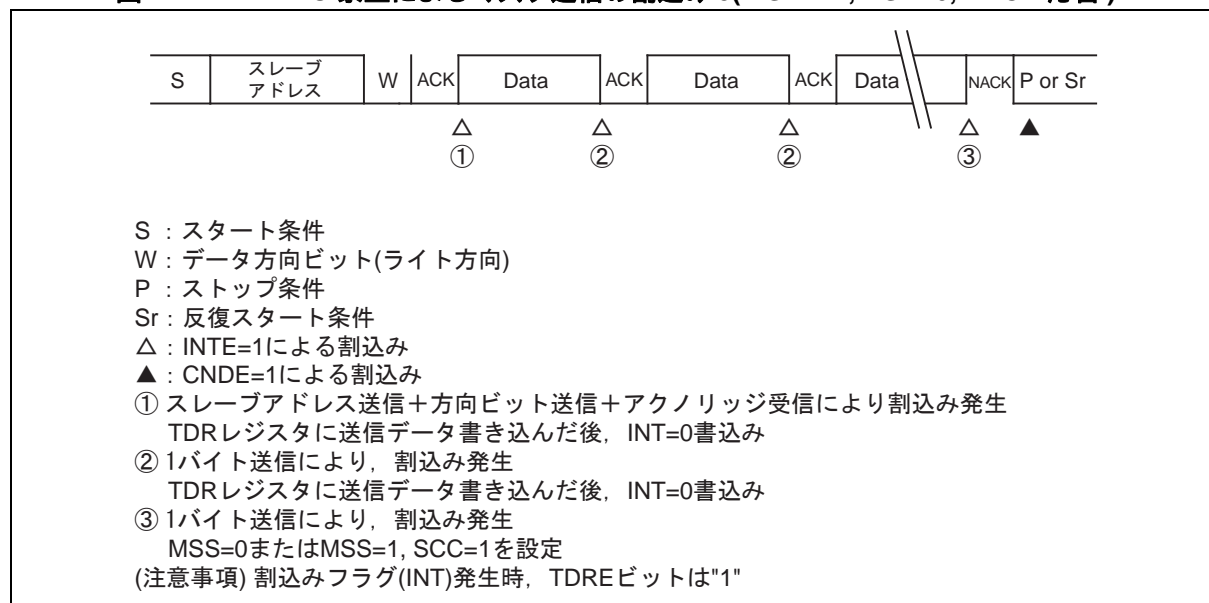 S スレーブ アドレス W ACK Data ACK Data ACK Data NACK P or Sr
△ △ △ △ ▲
① ② ② ③
S：スタート条件
W：データ方向ビット(ライト方向)
P：ストップ条件
Sr：反復スタート条件
△：INTE=1による割込み
▲：CNDE=1による割込み
① スレーブアドレス送信＋方向ビット送信＋アクノリッジ受信により割込み発生
TDRレジスタに送信データ書き込んだ後，INT=0書込み
② 1バイト送信により，割込み発生
TDRレジスタに送信データ書き込んだ後，INT=0書込み
③ 1バイト送信により，割込み発生
MSS=0またはMSS=1, SCC=1を設定
(注意事項) 割込みフラグ(INT)発生時，TDREビットは"1"